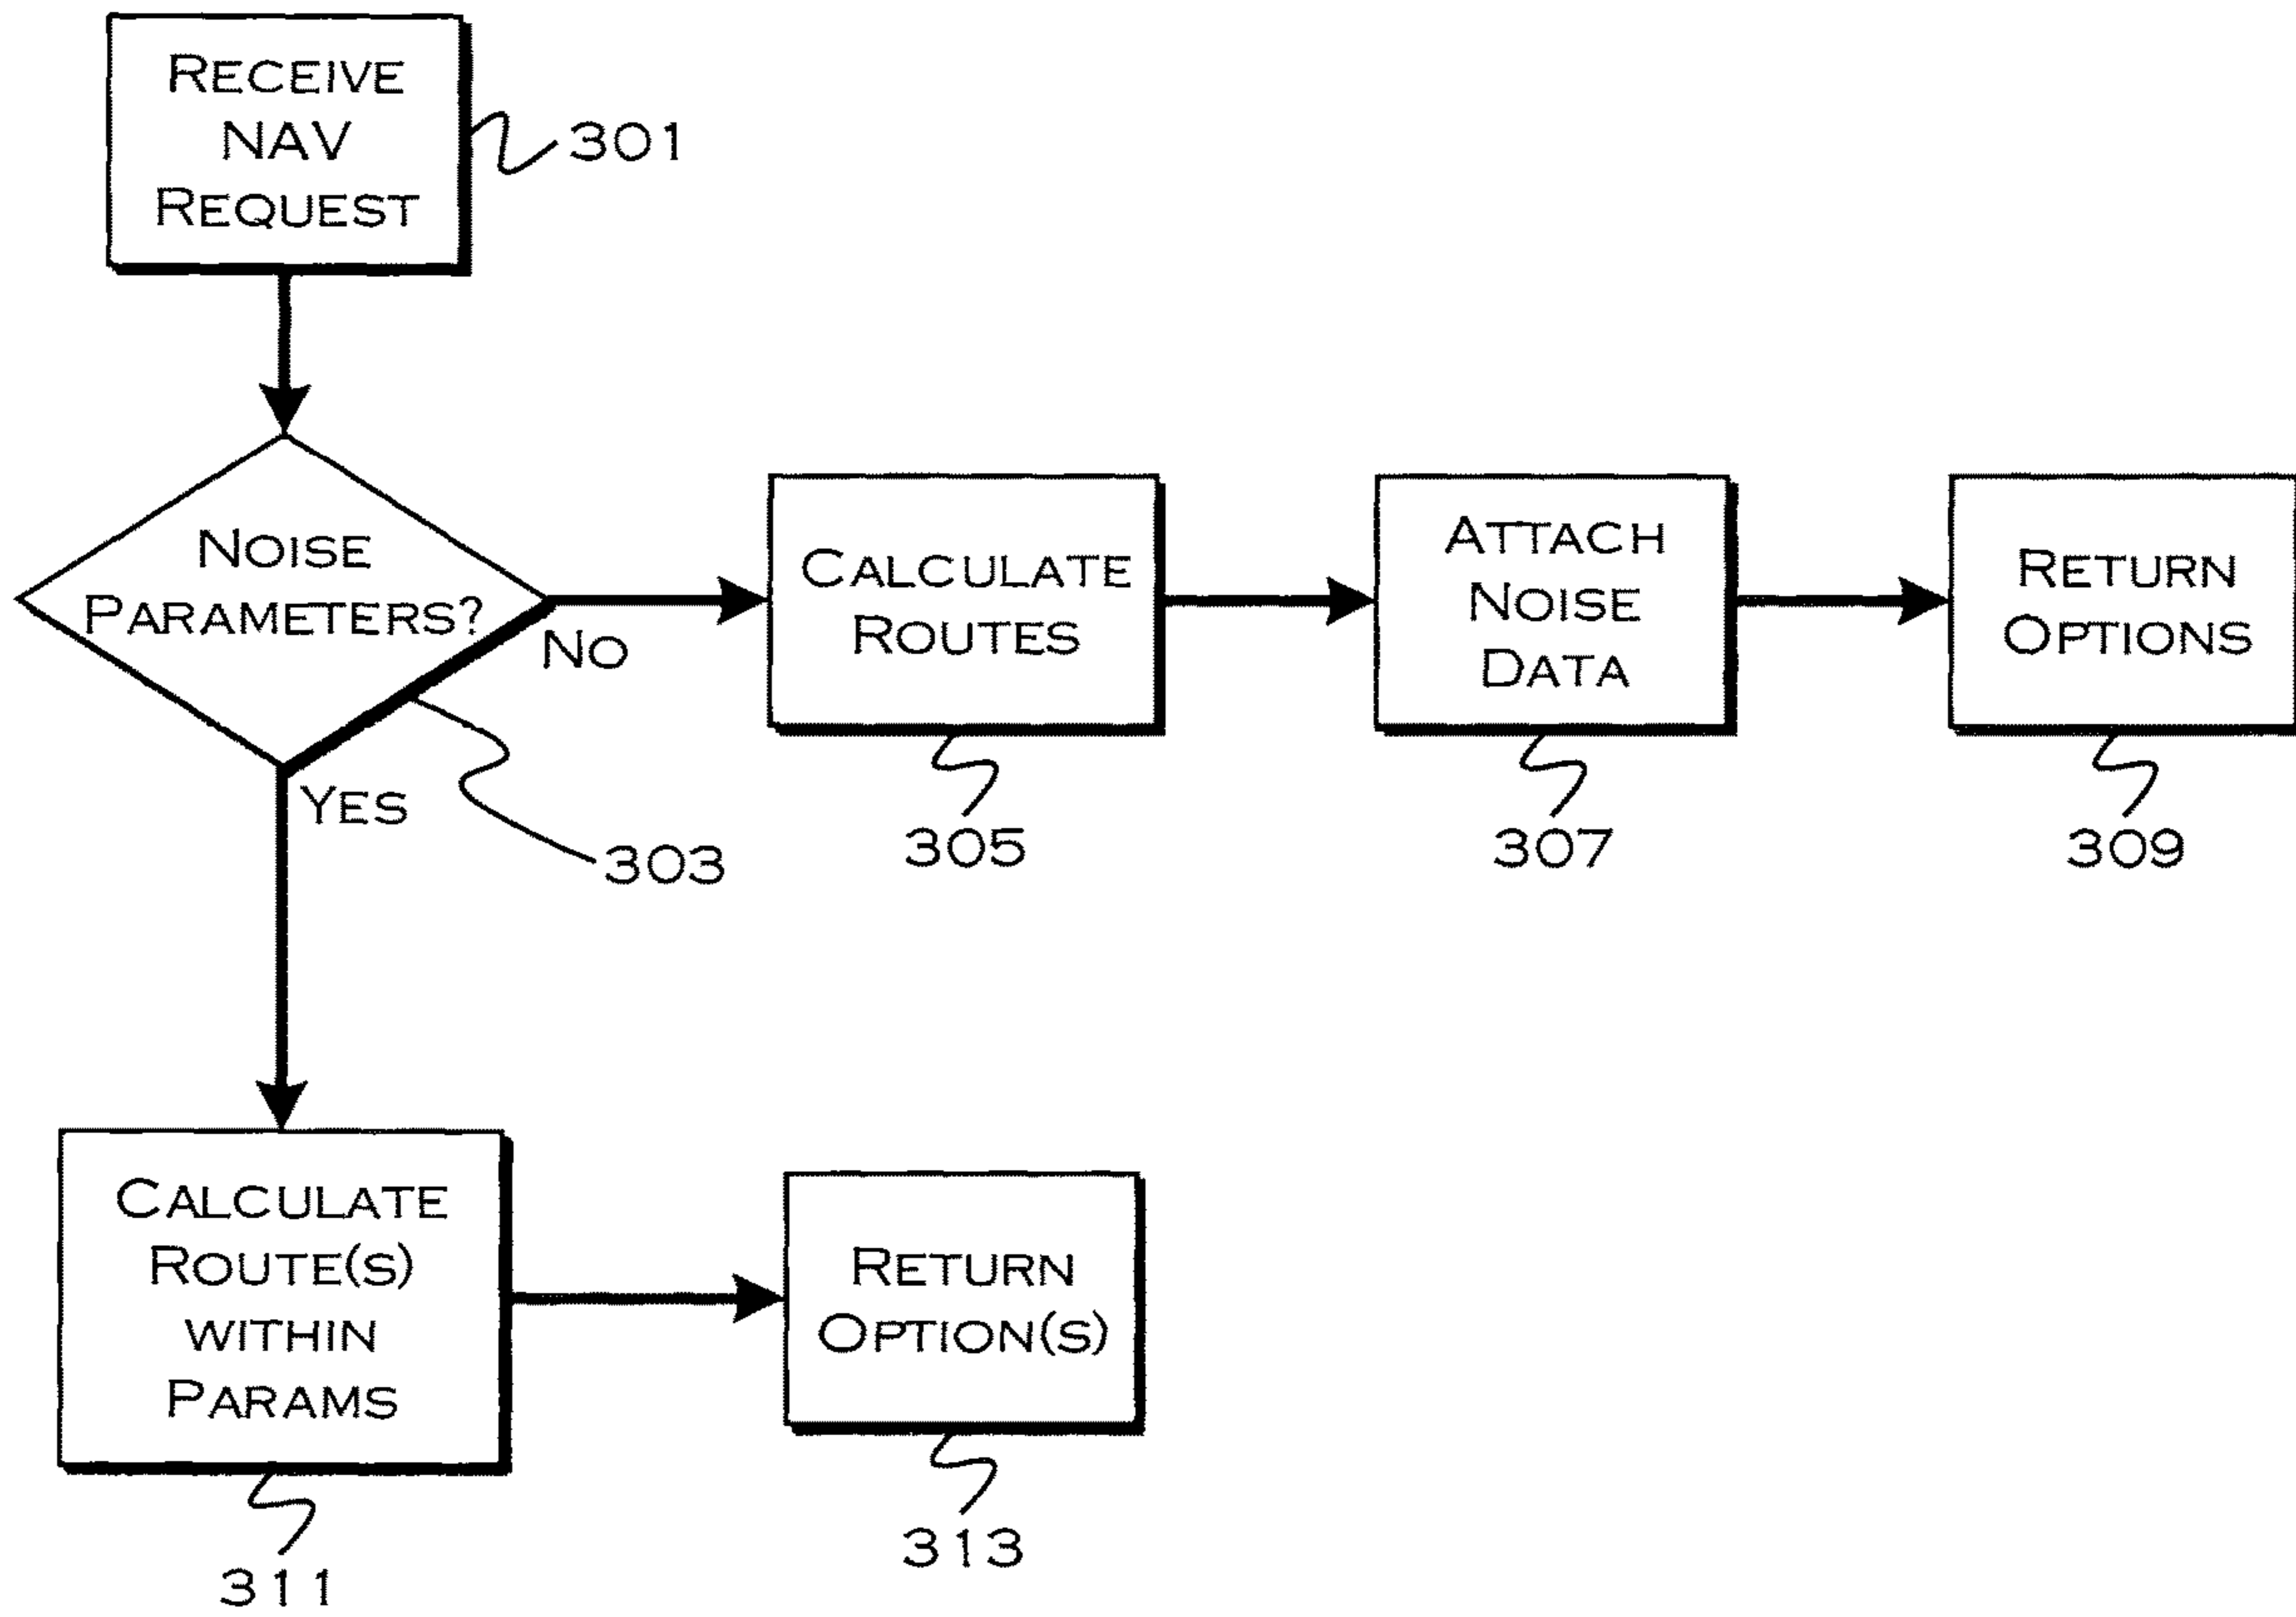 RECEIVE
NAV
REQUEST
301
NOISE
PARAMETERS?
NO
YES
303
CALCULATE
ROUTES
305
ATTACH
NOISE
DATA
307
RETURN
OPTIONS
309
CALCULATE
ROUTE(S)
WITHIN
PARAMS
311
RETURN
OPTION(S)
313